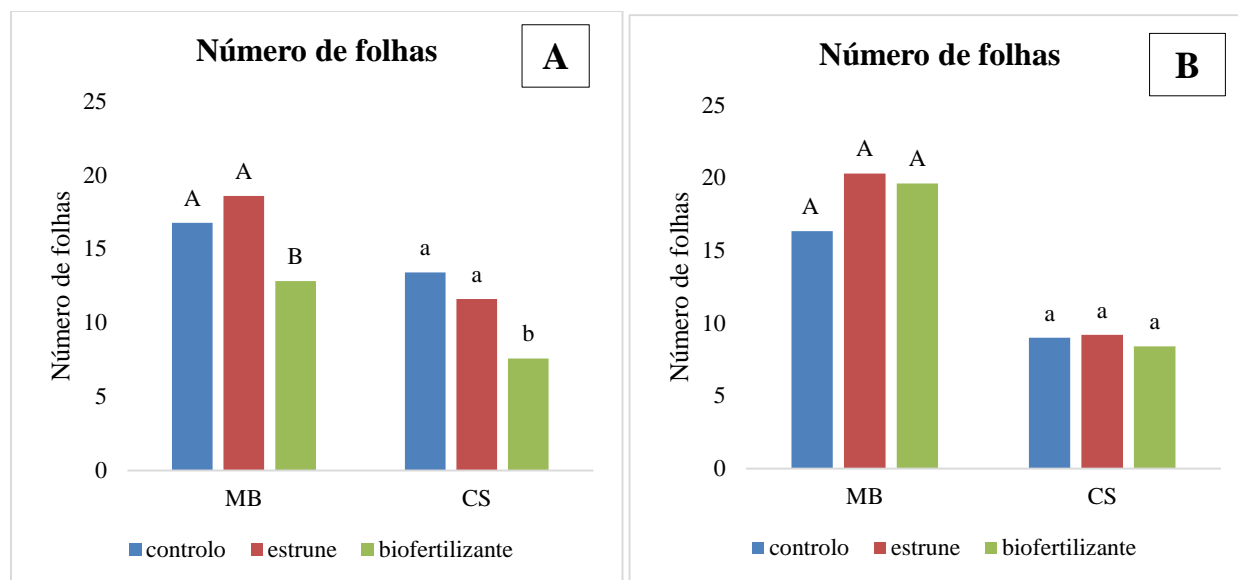 Número de folhas
A
Número de folhas
25
20
15
10
5
0
A
A
B
a
a
b
MB
CS
controlo
estrune
biofertilizante
Número de folhas
B
Número de folhas
25
20
15
10
5
0
A
A
A
a
a
a
MB
CS
controlo
estrune
biofertilizante